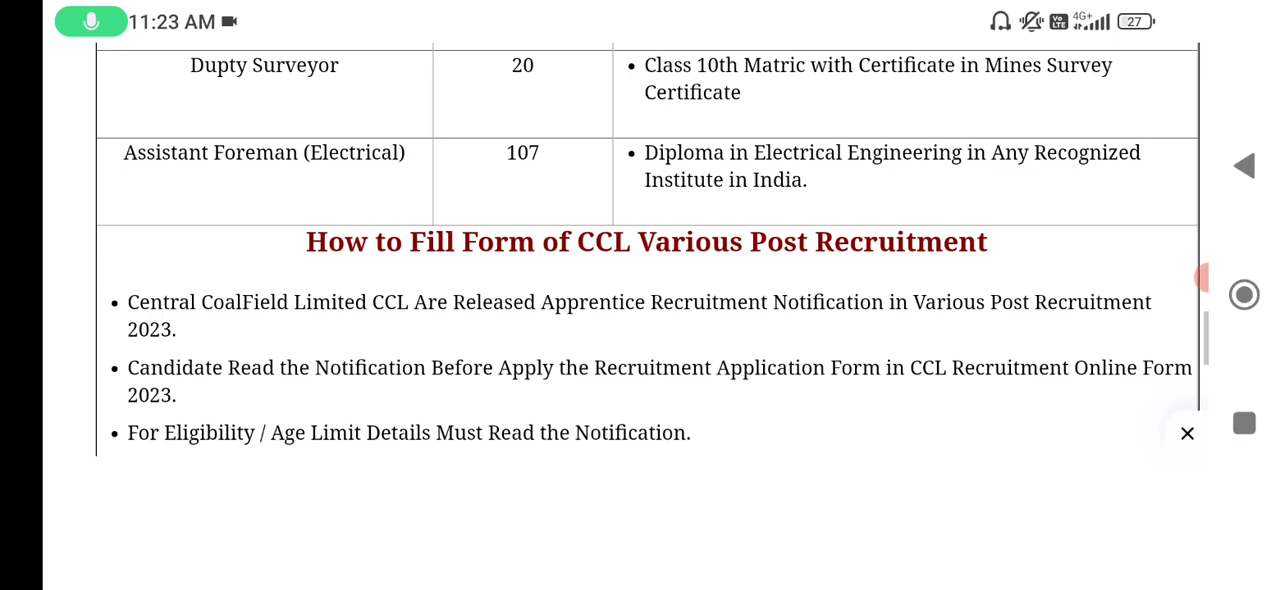 11:23 AM
4G+
Vo
LTE
27
Dupty Surveyor
20
• Class 10th Matric with Certificate in Mines Survey
Certificate
Assistant Foreman (Electrical)
107
• Diploma in Electrical Engineering in Any Recognized
Institute in India.
How to Fill Form of CCL Various Post Recruitment
• Central CoalField Limited CCL Are Released Apprentice Recruitment Notification in Various Post Recruitment
2023.
• Candidate Read the Notification Before Apply the Recruitment Application Form in CCL Recruitment Online Form
2023.
• For Eligibility / Age Limit Details Must Read the Notification.